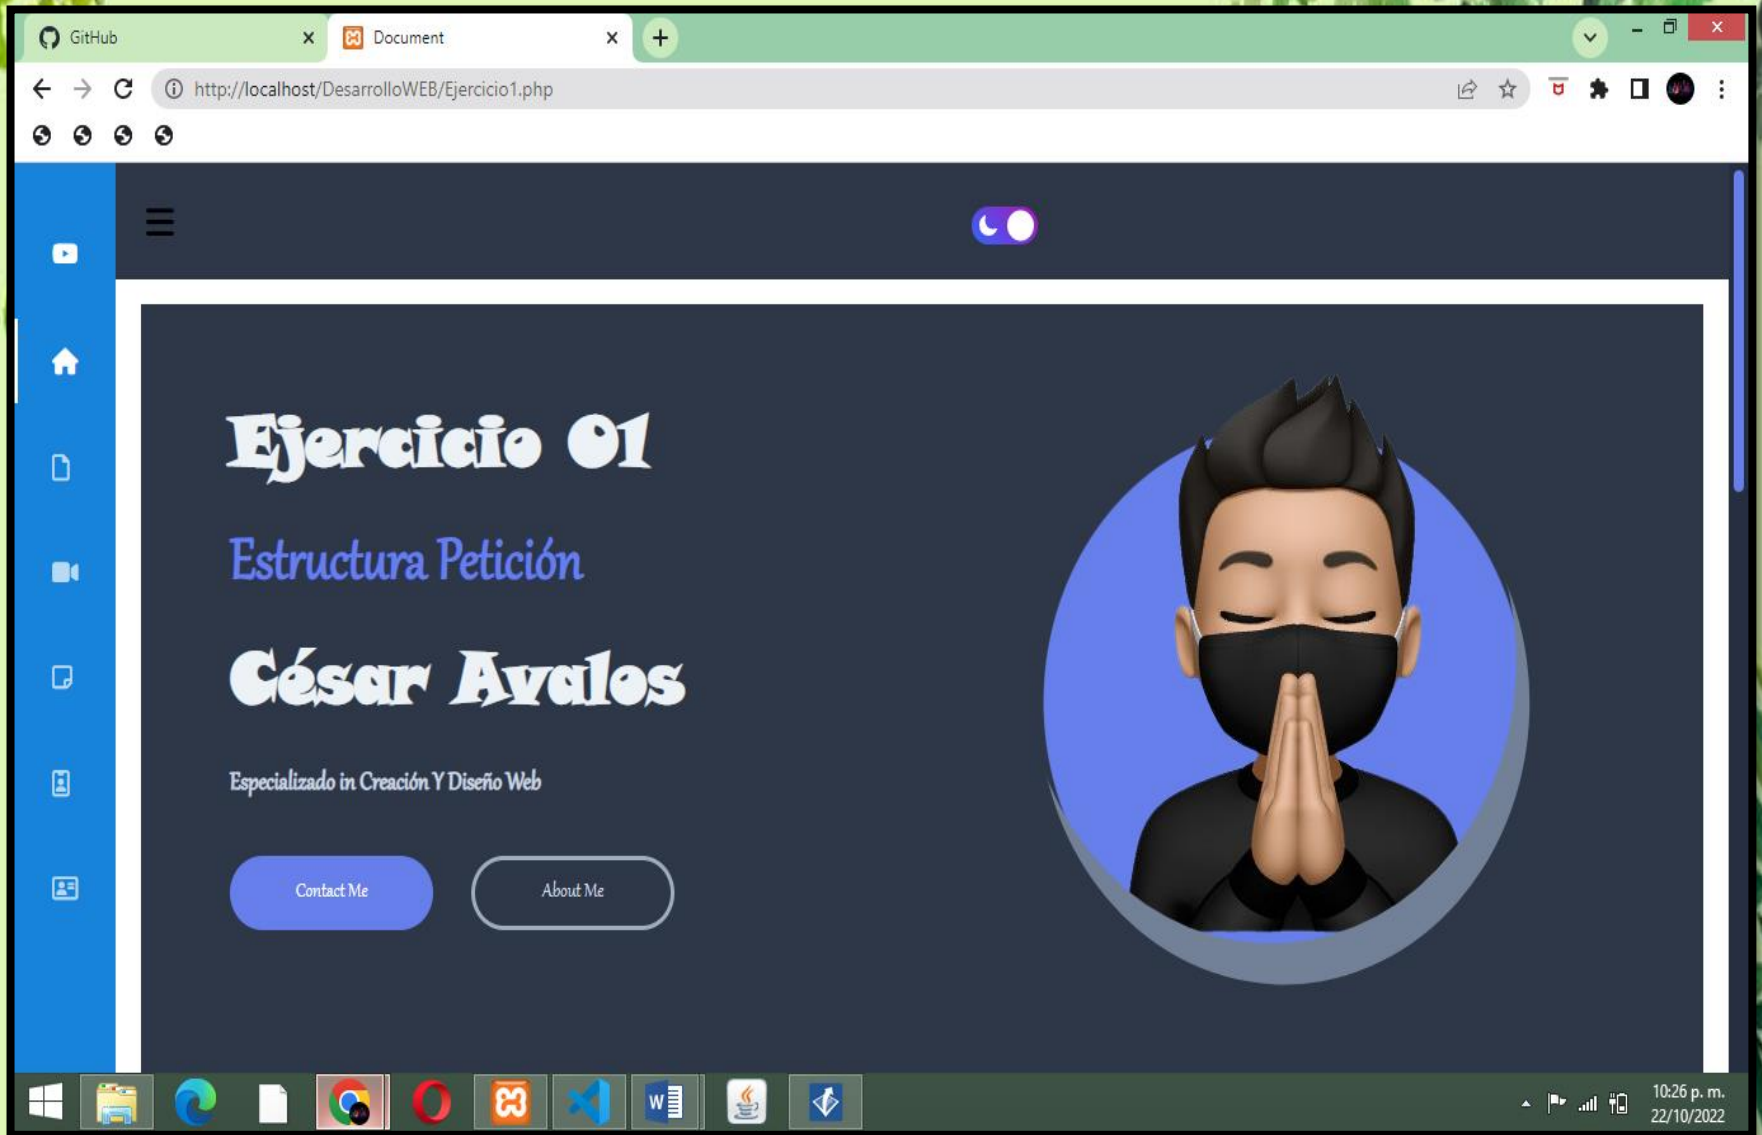 GitHub
Document
http://localhost/DesarrolloWEB/Ejercicio1.php
Ejercicio 01
Estructura Petición
César Avalos
Especializado in Creación Y Diseño Web
Contact Me
About Me
10:26 p. m.
22/10/2022